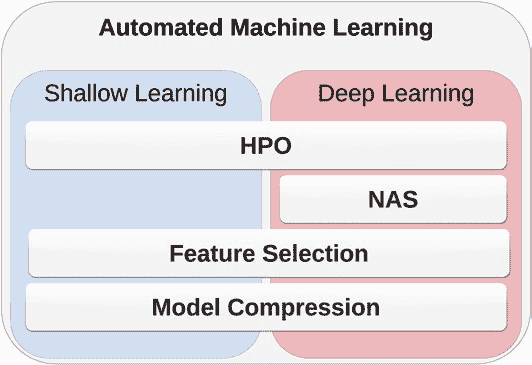 Automated Machine Learning
Shallow Learning
Deep Learning
HPO
NAS
Feature Selection
Model Compression